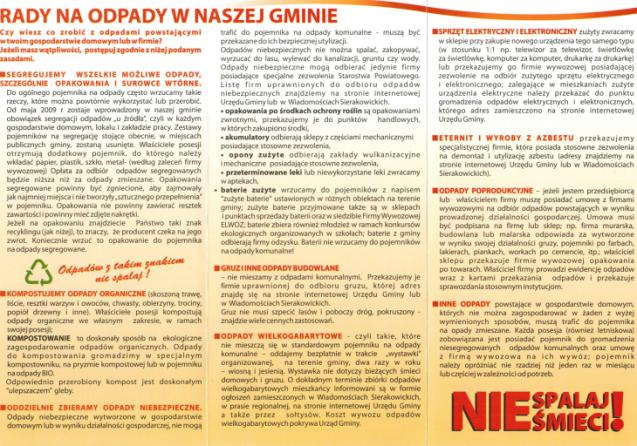 RADY NA ODPADY W NASZEJ GMINIE
Czy wiesz co zrobić z odpadami powstającymi
w twoim gospodarstwie domowym lub w firmie?
Jeżeli masz wątpliwości, postępuj zgodnie z niżej podanym
zasadami.
SEGREGUJEMY WSZELKIE MOŻLIWE ODPADY,
SZCZEGÓLNIE OPAKOWANIA I SUROWCE WTÓRNE.
Do ogólnego pojemnika na odpady często wrzucamy takie
rzeczy, które można powtórnie wykorzystać lub przerobić.
Od maja 2009 r zostaje wprowadzony w naszej gminie
obowiązek segregacji odpadów „u źródła", czyli w każdym
gospodarstwie domowym, lokalu i zakładzie pracy. Zestawy
pojemników na segregację stojące obecnie, w miejscach
publicznych gminy, zostaną usunięte. Właściciele posesji
otrzymają dodatkowy pojemnik, do którego należy
wkładać papier, plastik, szkło, metal- (według zaleceń firmy
wywozowej) Opłata za odbiór odpadów segregowanych
będzie niższa niż za odpady zmieszane. Opakowania
segregowane powinny być zgniecione, aby zajmowały
jak najmniej miejsca i nie tworzyły „sztucznego przepełnienia"
w pojemniku. Opakowania nie powinny zawierać resztek
zawartości i powinny mieć zdjęte nakrętki.
Jeżeli na opakowaniu znajdziecie Państwo taki znak
recyklingu (jak niżej), to znaczy, że producent czeka na jego
zwrot. Koniecznie wrzuć to opakowanie do pojemnika
na odpady segregowane.
Odpadów z takim znakiem
nie spalaj !
KOMPOSTUJEMY ODPADY ORGANICZNE (skoszoną trawę,
liście, resztki warzyw i owoców, chwasty, obierzyny, trociny,
popiół drzewny i inne). Właściciele posesji kompostują
odpady organiczne we własnym zakresie, w ramach
swojej posesji;
KOMPOSTOWANIE to doskonały sposób na ekologiczne
zagospodarowanie odpadów organicznych. Odpady
do kompostowania gromadzimy w specjalnym
kompostowniku, na pryzmie kompostowej lub w pojemniku
na odpady BIO.
Odpowiednio przerobiony kompost jest doskonałym
"ulepszaczem" gleby.
ODDZIELNIE ZBIERAMY ODPADY NIEBEZPIECZNE.
Odpady niebezpieczne wytworzone w gospodarstwie
domowym lub w wyniku działalności gospodarczej, nie mogą
trafić do pojemnika na odpady komunalne - muszą być
przekazane do ich bezpiecznej utylizacji.
Odpadów niebezpiecznych nie można spalać, zakopywać,
wyrzucać do lasu, wylewać do kanalizacji, gruntu czy wody.
Odpady niebezpieczne odbierają jedynie firmy
posiadające specjalne zezwolenia Starostwa Powiatowego.
Listę firm uprawnionych do odbioru odpadów
niebezpiecznych znajdziemy na stronie internetowej
Urzędu Gminy lub w Wiadomościach Sierakowickich.
• opakowania po środkach ochrony roślin są opakowaniami
zwrotnymi, przekazujemy je do punktów handlowych,
w których zakupiono środki,
• akumulatory odbierają sklepy z częściami mechanicznymi
posiadające stosowne zezwolenia,
• opony zużyte odbierają zakłady wulkanizacyjne
i mechaniczne posiadające stosowne zezwolenia,
• przeterminowane leki lub niewykorzystane leki zwracamy
w aptekach,
• baterie zużyte wrzucamy do pojemników z napisem
"zużyte baterie" ustawionych w różnych obiektach na terenie
gminy; zużyte baterie przyjmowane także są w sklepach
i punktach sprzedaży baterii oraz w siedzibie Firmy Wywozowej
ELWOZ; baterie zbiera również młodzież w ramach konkursów
ekologicznych organizowanych w szkołach; baterie z gminy
odbierają firmy odzysku. Baterii nie wrzucamy do pojemników
na odpady komunalne!
GRUZ I INNE ODPADY BUDOWLANE
- nie mieszamy z odpadami komunalnymi. Przekazujemy je
firmie uprawnionej do odbioru gruzu, której adres
znajdę się na stronie internetowej Urzędu Gminy lub
w Wiadomościach Sierakowickich.
Gruz nie musi szpecić lasów i poboczy dróg, pokruszony -
znajdzie wiele cennych zastosowań.
ODPADY WIELKOGABARYTOWE - czyli takie, które
nie mieszczą się w standardowym pojemniku na odpady
komunalne – oddajemy bezpłatnie w trakcie „wystawki"
organizowanej, na terenie gminy, dwa razy w roku
– wiosną i jesienią. Wystawka nie dotyczy bieżących śmieci
domowych i gruzu. O dokładnym terminie zbiórki odpadów
wielkogabarytowych mieszkańcy informowani są w formie
ogłoszeń zamieszczonych w Wiadomościach Sierakowickich,
w prasie regionalnej, na stronie internetowej Urzędu Gminy
a także przez sołtysów. Koszt wywozu odpadów
wielkogabarytowych pokrywa Urząd Gminy.
SPRZĘT ELEKTRYCZNY I ELEKTRONICZNY zużyty zwracamy
w sklepie przy zakupie nowego urządzenia tego samego typu
(w stosunku 1:1 np. telewizor za telewizor, świetlówkę
za świetlówkę, komputer za komputer, drukarkę za drukarkę)
lub przekazujemy go firmie wywozowej posiadającej
zezwolenie na odbiór zużytego sprzętu elektrycznego
i elektronicznego; zalegające w mieszkaniach zużyte
urządzenia elektryczne należy przekazać do punktu
gromadzenia odpadów elektrycznych i elektronicznych,
którego adres zamieszczono na stronie internetowej
Urzędu Gminy.
ETERNIT I WYROBY Z AZBESTU przekazujemy
specjalistycznej firmie, która posiada stosowne zezwolenia
na demontaż i utylizację azbestu (adresy znajdziemy na
stronie internetowej Urzędu Gminy lub w Wiadomościach
Sierakowickich).
ODPADY POPRODUKCYJNE – jeżeli jestem przedsiębiorcą
lub właścicielem firmy muszę posiadać umowę z firmami
wywozowymi na odbiór odpadów powstających w wyniku
prowadzonej działalności gospodarczej. Umowa musi
być podpisana na firmę lub sklep; np. firma murarska,
budowlana lub malarska odpowiada za wytworzone
w wyniku swojej działalności gruzy, pojemniki po farbach,
lakierach, piankach, workach po cemencie, itp.; właściciel
sklepu przekazuje firmie wywozowej opakowania
po towarach. Właściciel firmy prowadzi ewidencję odpadów
wraz z kartami przekazania odpadów i przekazuje
sprawozdania stosownym instytucjom.
INNE ODPADY powstające w gospodarstwie domowym,
których nie można zagospodarować w żaden z wyżej
wymienionych sposobów, muszą trafić do pojemnika
na opady zmieszane. Każda posesja (również letniskowa)
zobowiązana jest posiadać pojemnik do gromadzenia
niesegregowanych odpadów komunalnych oraz umowę
z firmą wywozową na ich wywóz; pojemnik
należy opróżniać nie rzadziej niż jeden raz w miesiącu
lub częściej w zależności od potrzeb.
NIE SPALAJ
ŚMIECI!